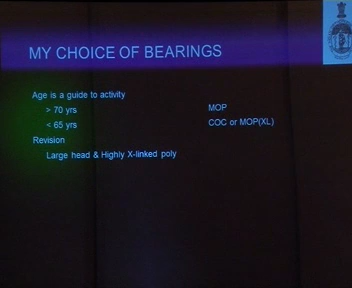 MY CHOICE OF BEARINGS
Age is a guide to activity
> 70 yrs MOP
< 65 yrs COC or MOP(XL)
Revision
Large head & Highly X-linked poly